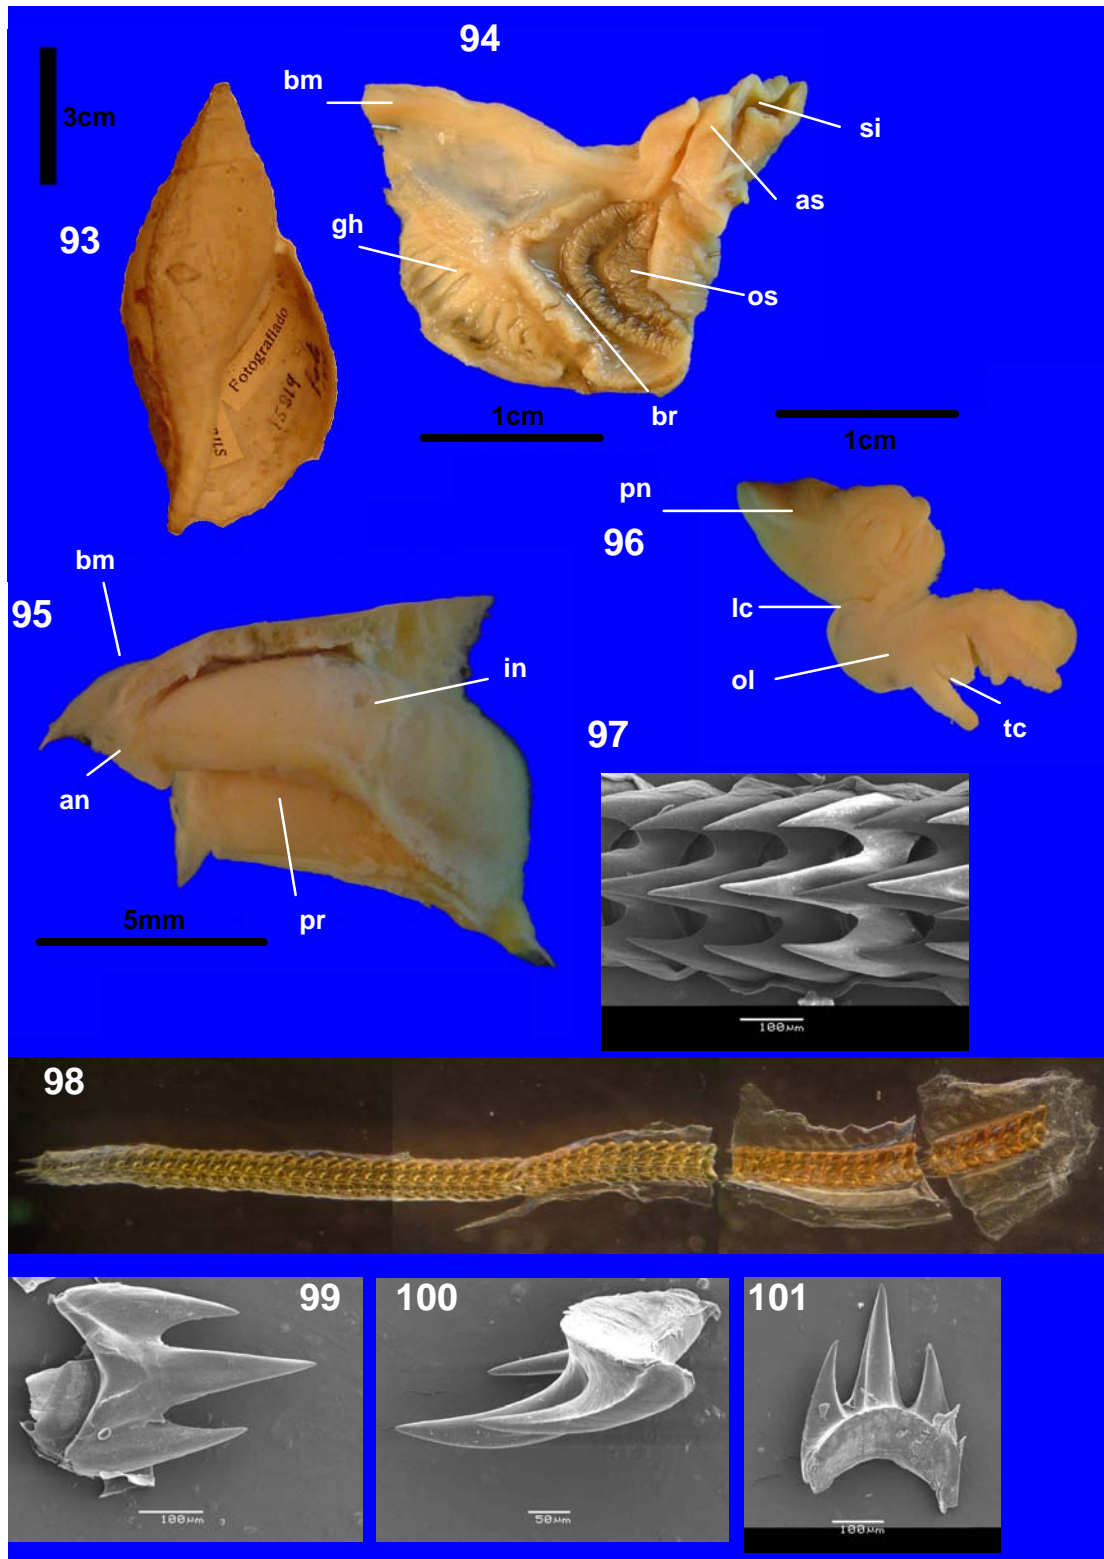 94
bm
si
3cm
as
93
gh
os
Fotografiado
15819
1cm
br
1cm
pn
96
bm
95
lc
in
ol
97
tc
an
5mm
pr
100µm
98
99
100
101
100µm
50µm
100µm